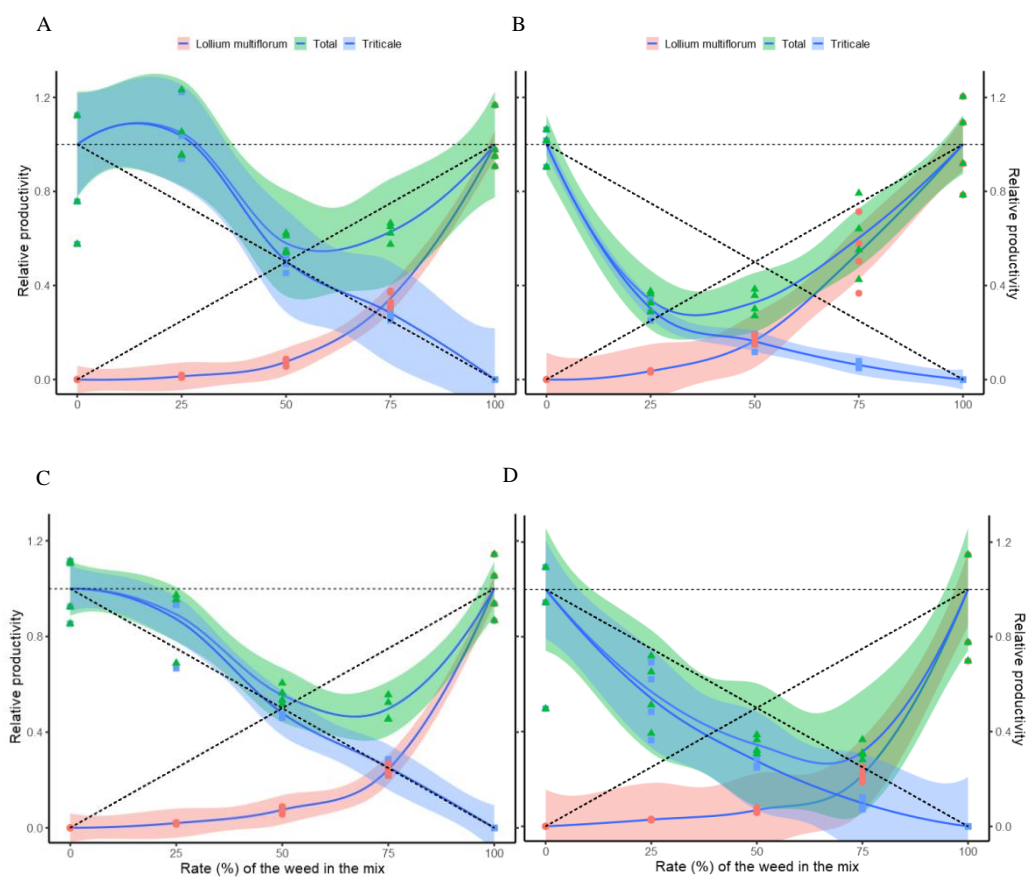 A
B
Lollium multiflorum Total Triticale
Lollium multiflorum Total Triticale
Relative productivity
1.2
0.8
0.4
0.0
0 25 50 75 100
0 25 50 75 100
1.2
0.8
0.4
0.0
Relative productivity
C
D
Relative productivity
1.2
0.8
0.4
0.0
0 25 50 75 100
Rate (%) of the weed in the mix
0 25 50 75 100
Rate (%) of the weed in the mix
1.2
0.8
0.4
0.0
Relative productivity